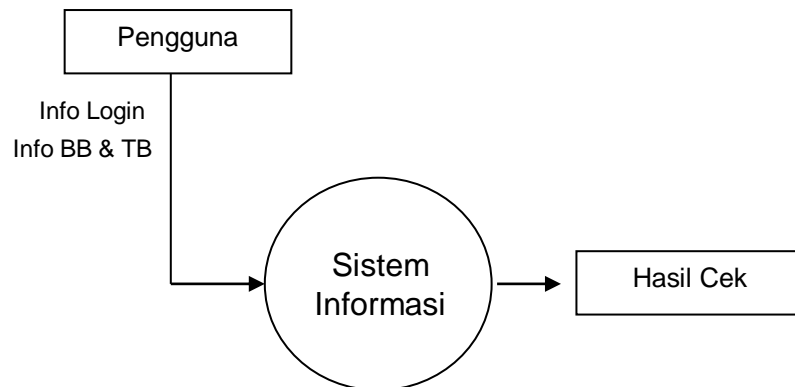 Pengguna
Info Login
Info BB & TB
Sistem
Informasi
Hasil Cek